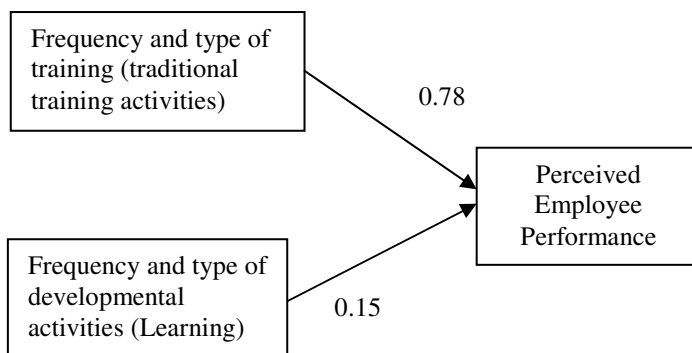 Frequency and type of
training (traditional
training activities)
0.78
Perceived
Employee
Performance
Frequency and type of
developmental
activities (Learning)
0.15